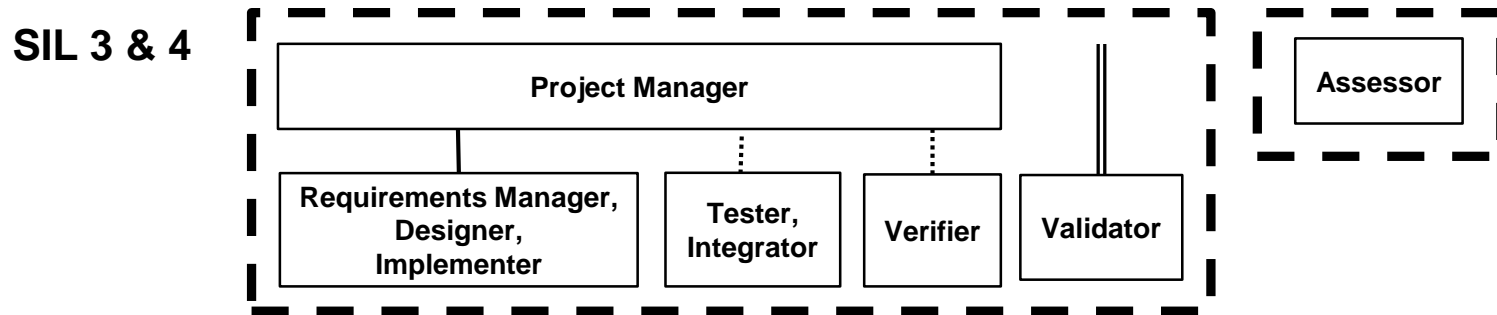 SIL 3 & 4
Project Manager
Assessor
Requirements Manager,
Designer,
Implementer
Tester,
Integrator
Verifier
Validator